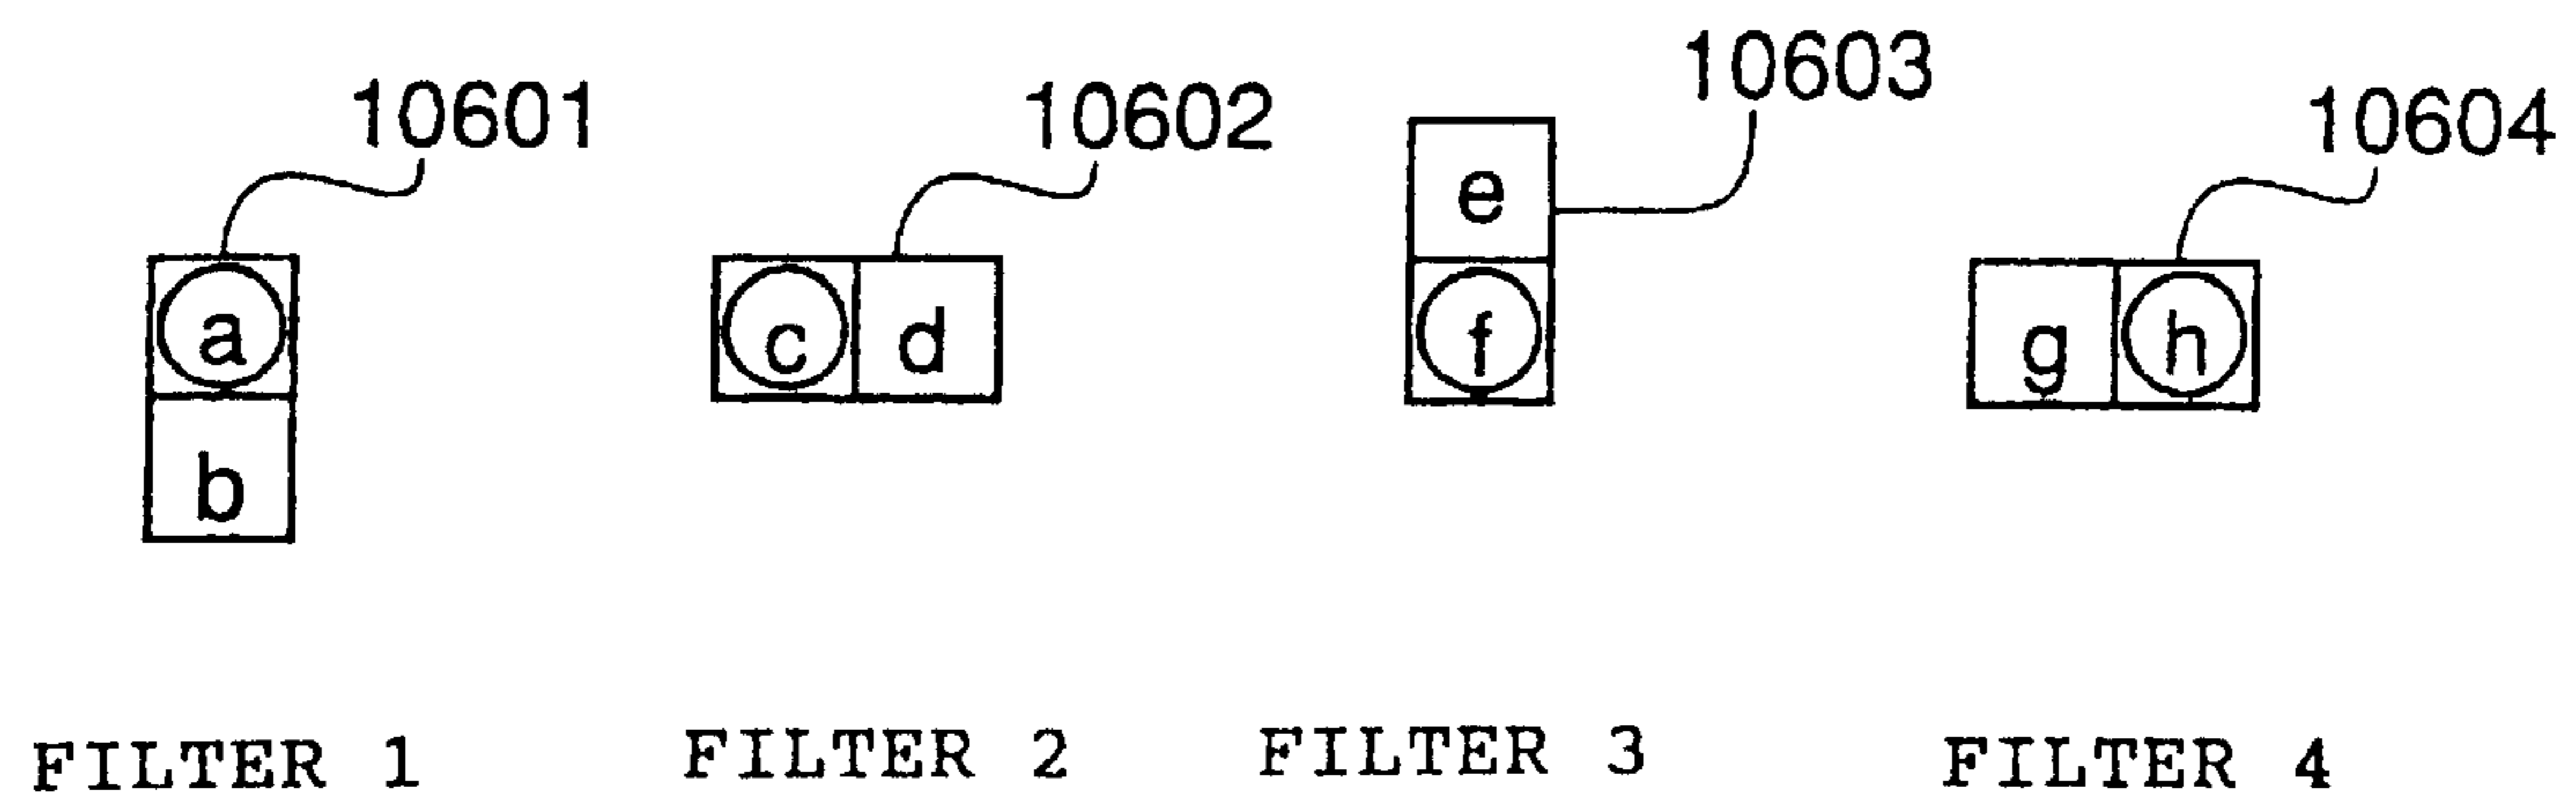 10601
10602
10603
10604
a
b
c d
e
f
g h
FILTER 1
FILTER 2
FILTER 3
FILTER 4